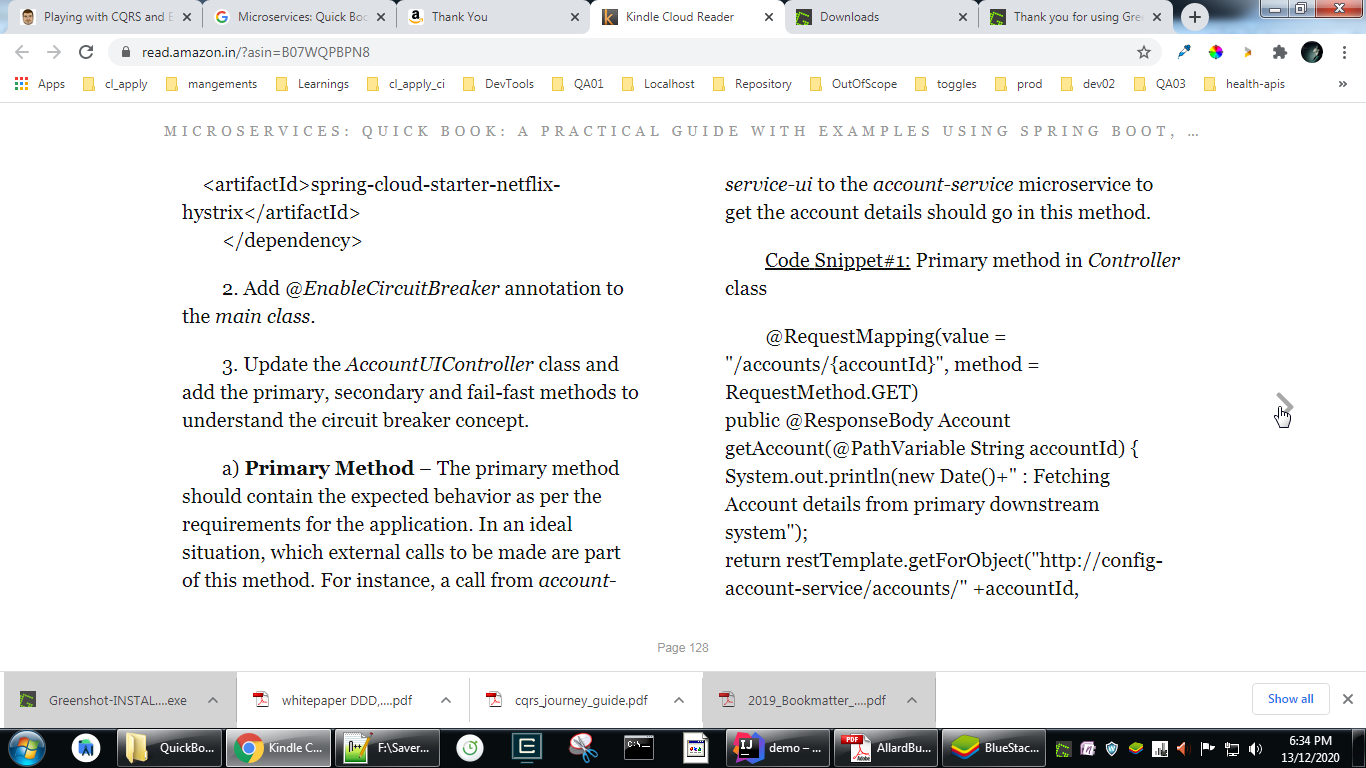 Playing with CQRS and E
Microservices: Quick Boo
Thank You
Kindle Cloud Reader
Downloads
Thank you for using Gre
read.amazon.in/?asin=B07WQPBPN8
Apps
cl_apply
mangements
Learnings
cl_apply_ci
DevTools
QA01
Localhost
Repository
OutOfScope
toggles
prod
dev02
QA03
health-apis
»
MICROSERVICES: QUICK BOOK: A PRACTICAL GUIDE WITH EXAMPLES USING SPRING BOOT, …
<artifactId>spring-cloud-starter-netflix-
hystrix</artifactId>
</dependency>
2. Add @EnableCircuitBreaker annotation to
the main class.
3. Update the AccountUIController class and
add the primary, secondary and fail-fast methods to
understand the circuit breaker concept.
a) Primary Method – The primary method
should contain the expected behavior as per the
requirements for the application. In an ideal
situation, which external calls to be made are part
of this method. For instance, a call from account-
service-ui to the account-service microservice to
get the account details should go in this method.
Code Snippet#1: Primary method in Controller
class
@RequestMapping(value =
"/accounts/{accountId}", method =
RequestMethod.GET)
public @ResponseBody Account
getAccount(@PathVariable String accountId) {
System.out.println(new Date()+" : Fetching
Account details from primary downstream
system");
return restTemplate.getForObject("http://config-
account-service/accounts/" +accountId,
Page 128
Greenshot-INSTAL....exe
whitepaper DDD,....pdf
cqrs_journey_guide.pdf
2019_Bookmatter_....pdf
Show all
QuickBo...
Kindle C...
F:\Saver...
demo – ...
AllardBu...
BlueStac...
6:34 PM
13/12/2020